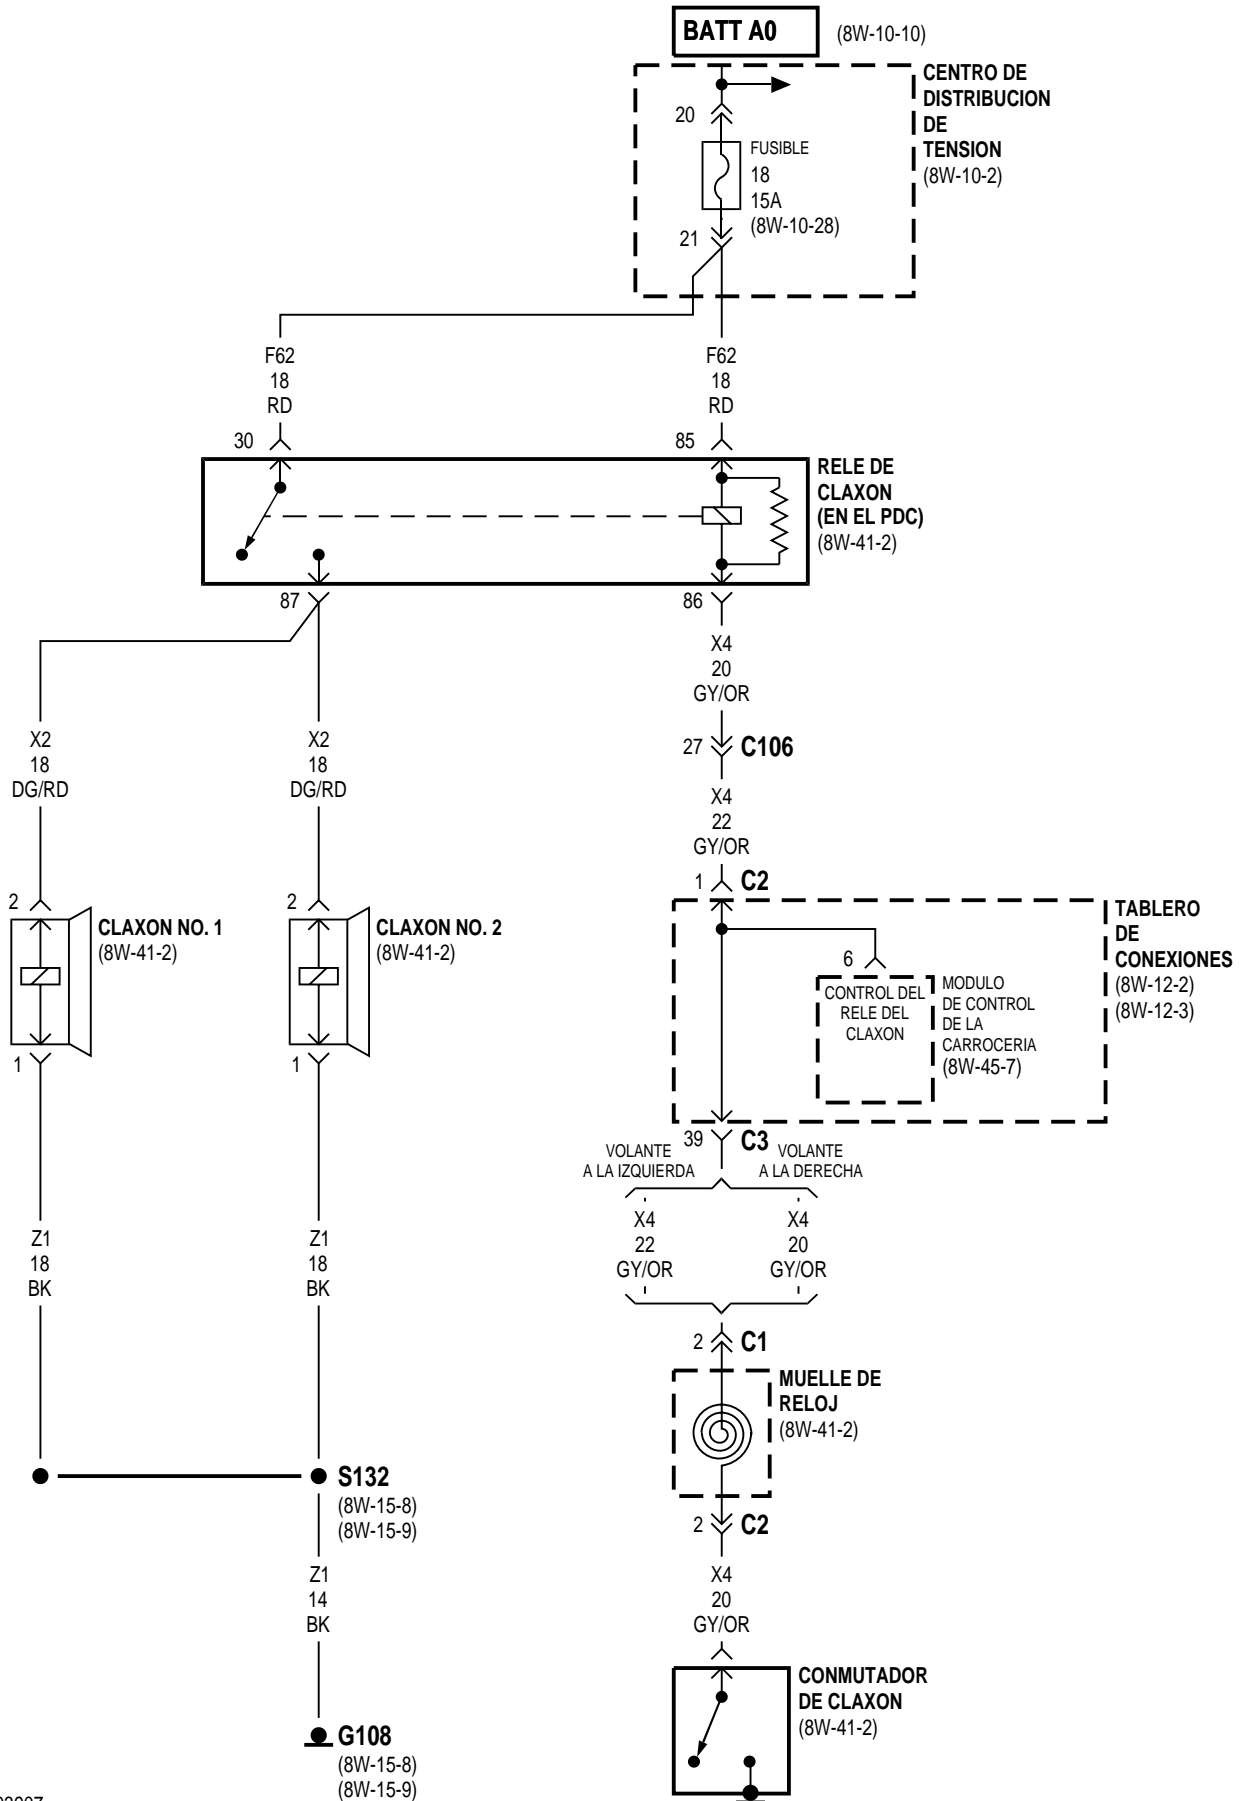 BATT A0
(8W-10-10)
CENTRO DE
DISTRIBUCION
DE
TENSION
(8W-10-2)
20
FUSIBLE
18
15A
(8W-10-28)
21
F62
18
RD
F62
18
RD
30
85
RELE DE
CLAXON
(EN EL PDC)
(8W-41-2)
87
86
X4
20
GY/OR
X2
18
DG/RD
X2
18
DG/RD
27
C106
X4
22
GY/OR
1
C2
2
CLAXON NO. 1
(8W-41-2)
1
2
CLAXON NO. 2
(8W-41-2)
1
TABLERO
DE
CONEXIONES
(8W-12-2)
(8W-12-3)
6
CONTROL DEL
RELE DEL
CLAXON
MODULO
DE CONTROL
DE LA
CARROCERIA
(8W-45-7)
39
C3
VOLANTE
A LA IZQUIERDA
VOLANTE
A LA DERECHA
X4
22
GY/OR
X4
20
GY/OR
Z1
18
BK
Z1
18
BK
2
C1
MUELLE DE
RELOJ
(8W-41-2)
2
C2
S132
(8W-15-8)
(8W-15-9)
Z1
14
BK
X4
20
GY/OR
CONMUTADOR
DE CLAXON
(8W-41-2)
G108
(8W-15-8)
(8W-15-9)